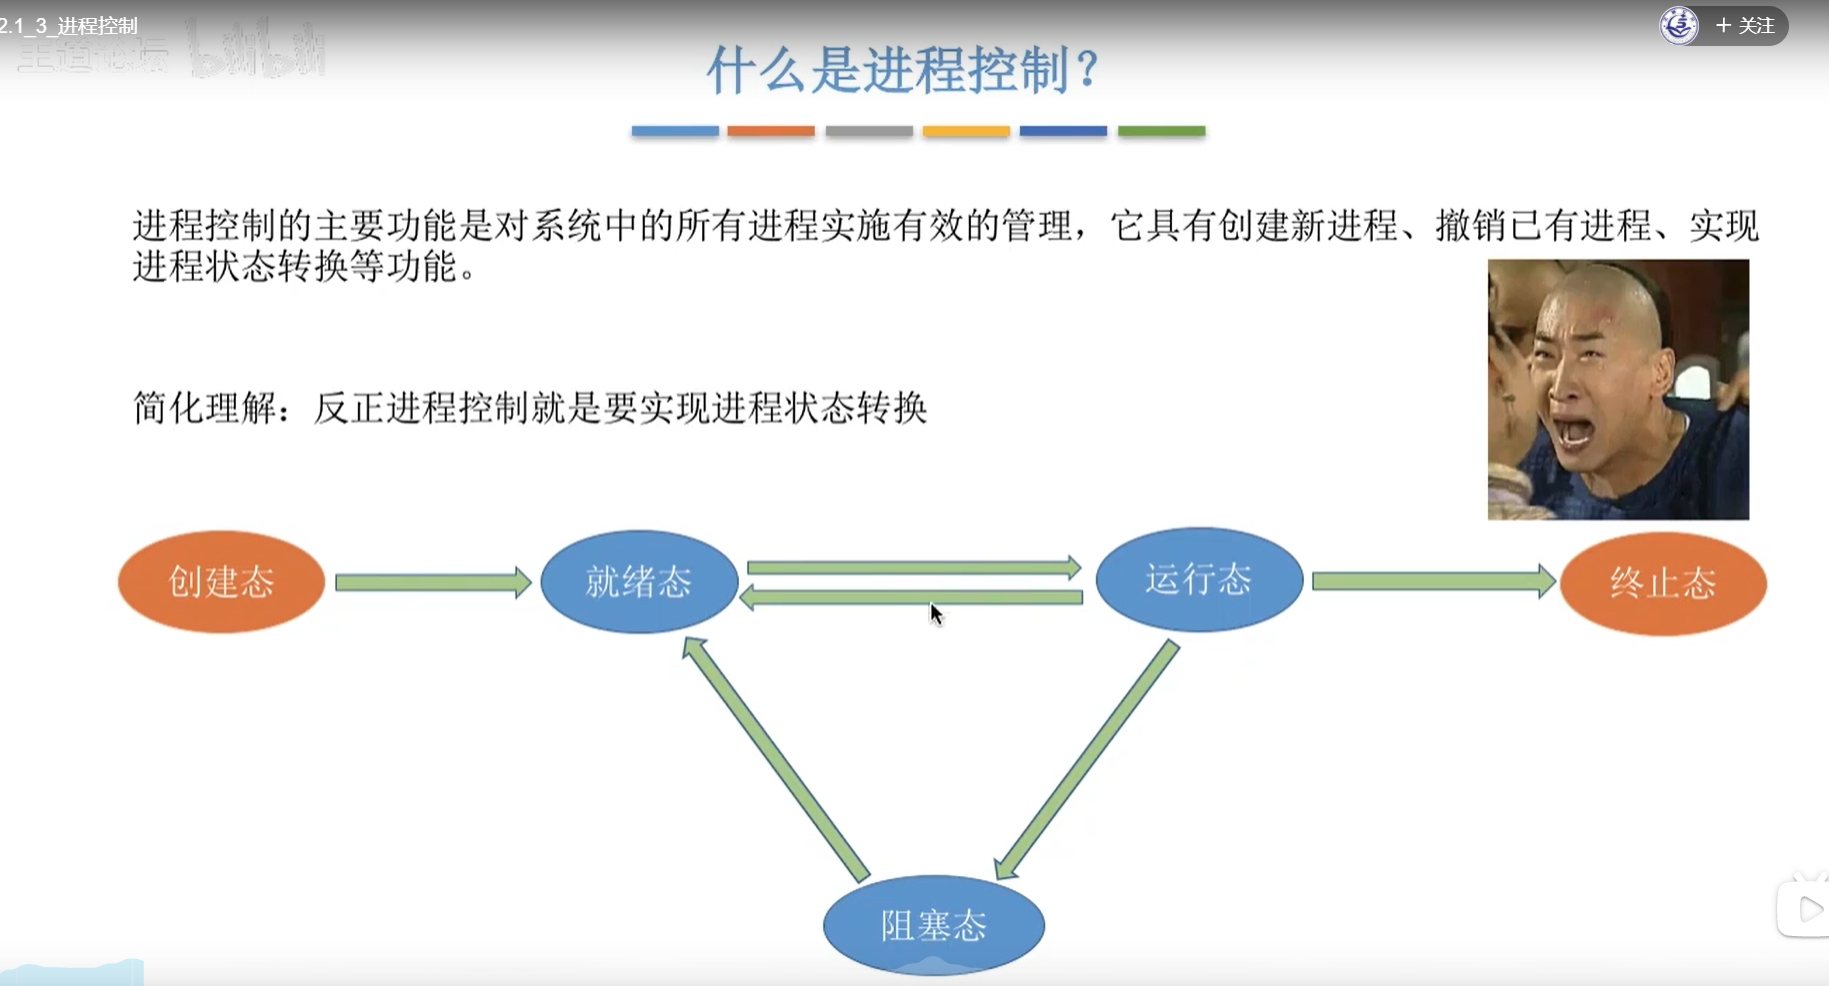 2.1_3_进程控制
+ 关注
王道论坛 bilibili
什么是进程控制？
进程控制的主要功能是对系统中的所有进程实施有效的管理，它具有创建新进程、撤销已有进程、实现
进程状态转换等功能。
简化理解：反正进程控制就是要实现进程状态转换
创建态
就绪态
运行态
终止态
阻塞态